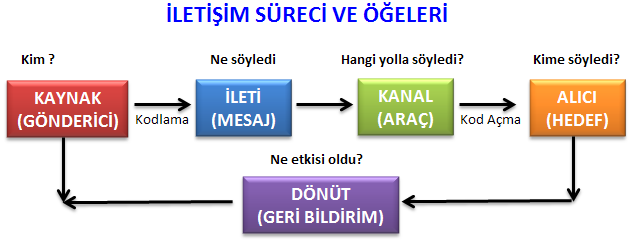 İLETİŞİM SÜRECİ VE ÖĞELERİ
Kim ?
Ne söyledi
Hangi yolla söyledi?
Kime söyledi?
KAYNAK
(GÖNDERİCİ)
Kodlama
İLETİ
(MESAJ)
KANAL
(ARAÇ)
Kod Açma
ALICI
(HEDEF)
Ne etkisi oldu?
DÖNÜT
(GERİ BİLDİRİM)